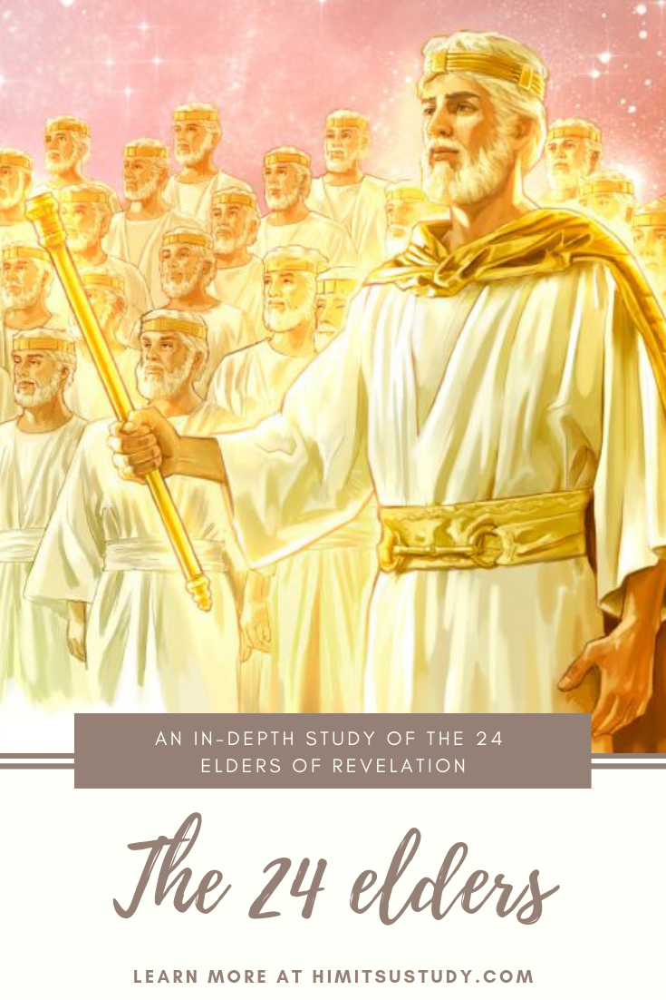 AN IN-DEPTH STUDY OF THE 24
ELDERS OF REVELATION
The 24 elders
LEARN MORE AT HIMITSUSTUDY.COM